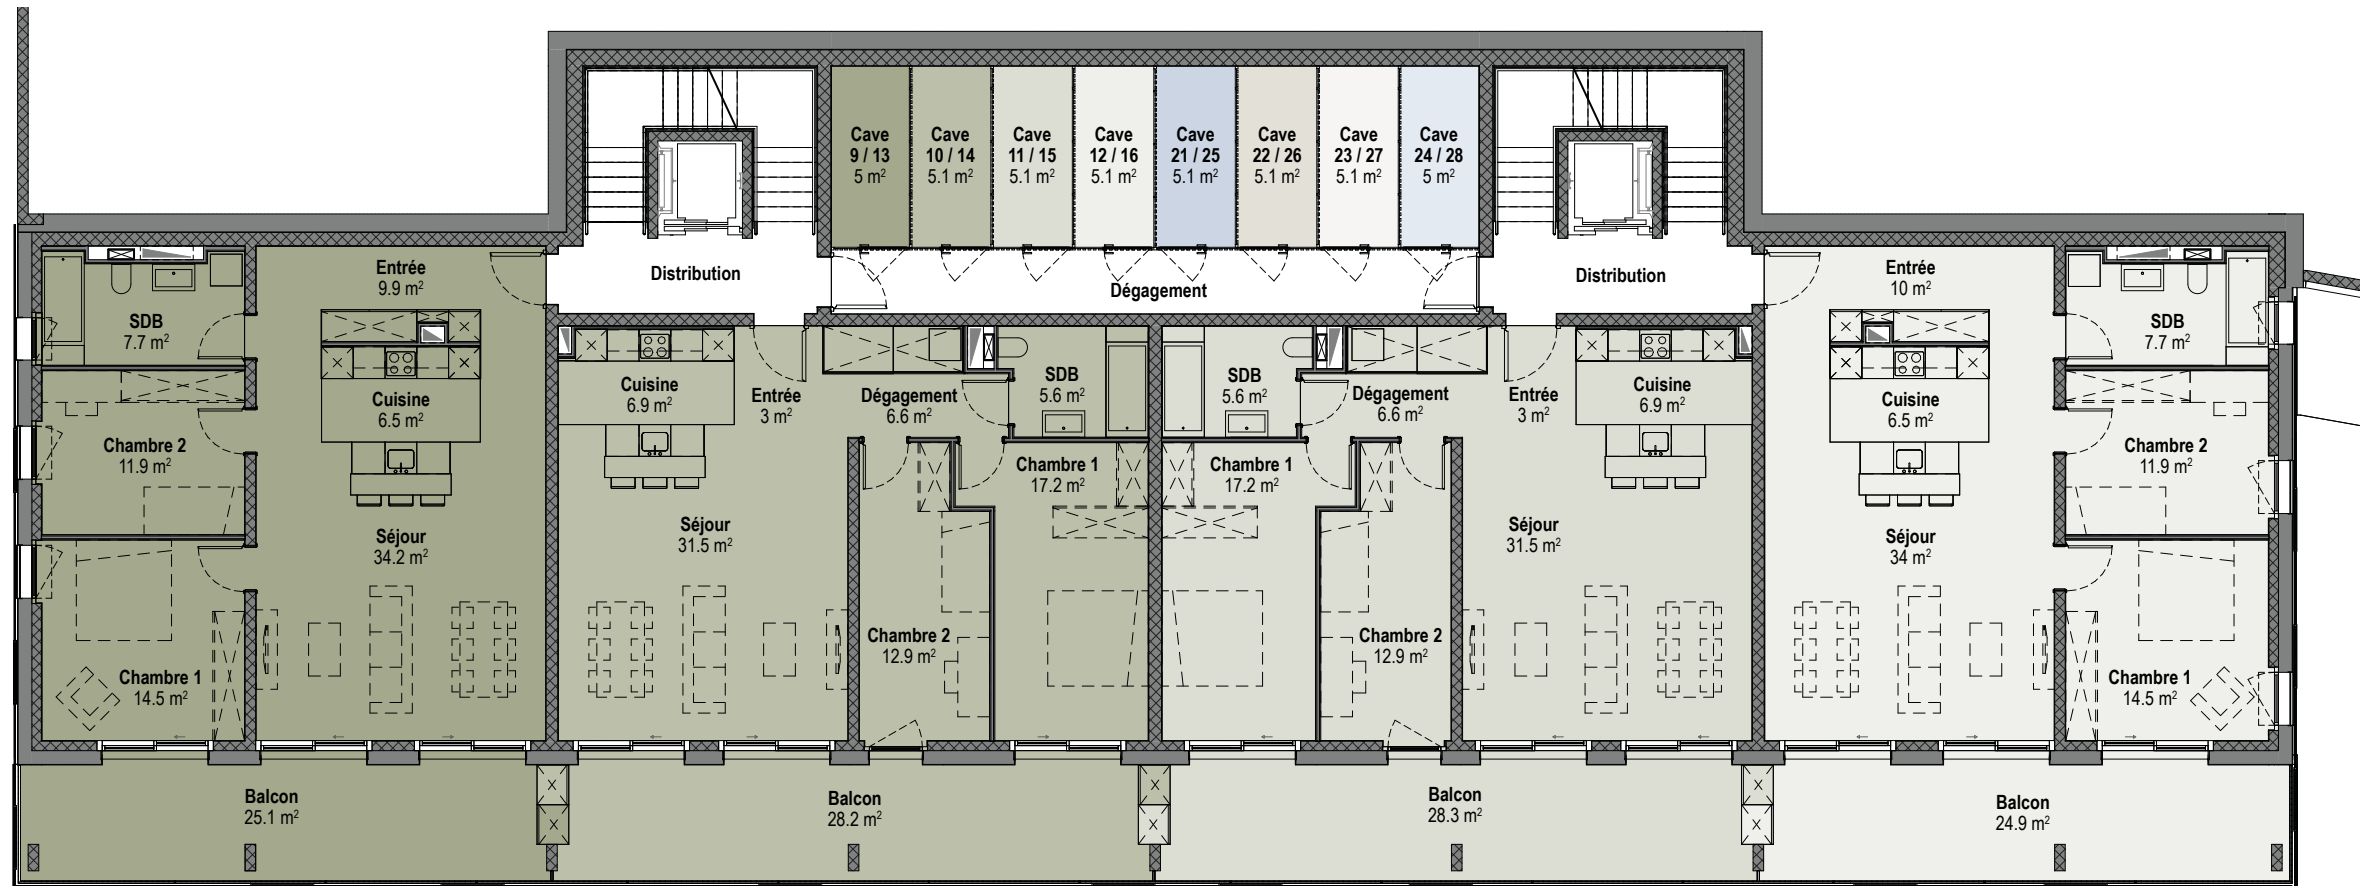 Cave
9 / 13
5 m²
Cave
10 / 14
5.1 m²
Cave
11 / 15
5.1 m²
Cave
12 / 16
5.1 m²
Cave
21 / 25
5.1 m²
Cave
22 / 26
5.1 m²
Cave
23 / 27
5.1 m²
Cave
24 / 28
5 m²
Distribution
Dégagement
Distribution
Entrée
9.9 m²
SDB
7.7 m²
Cuisine
6.5 m²
Chambre 2
11.9 m²
Séjour
34.2 m²
Chambre 1
14.5 m²
Balcon
25.1 m²
Cuisine
6.9 m²
Entrée
3 m²
Dégagement
6.6 m²
SDB
5.6 m²
Chambre 1
17.2 m²
Séjour
31.5 m²
Chambre 2
12.9 m²
Balcon
28.2 m²
SDB
5.6 m²
Dégagement
6.6 m²
Entrée
3 m²
Cuisine
6.9 m²
Chambre 1
17.2 m²
Séjour
31.5 m²
Chambre 2
12.9 m²
Balcon
28.3 m²
Entrée
10 m²
SDB
7.7 m²
Cuisine
6.5 m²
Chambre 2
11.9 m²
Séjour
34 m²
Chambre 1
14.5 m²
Balcon
24.9 m²